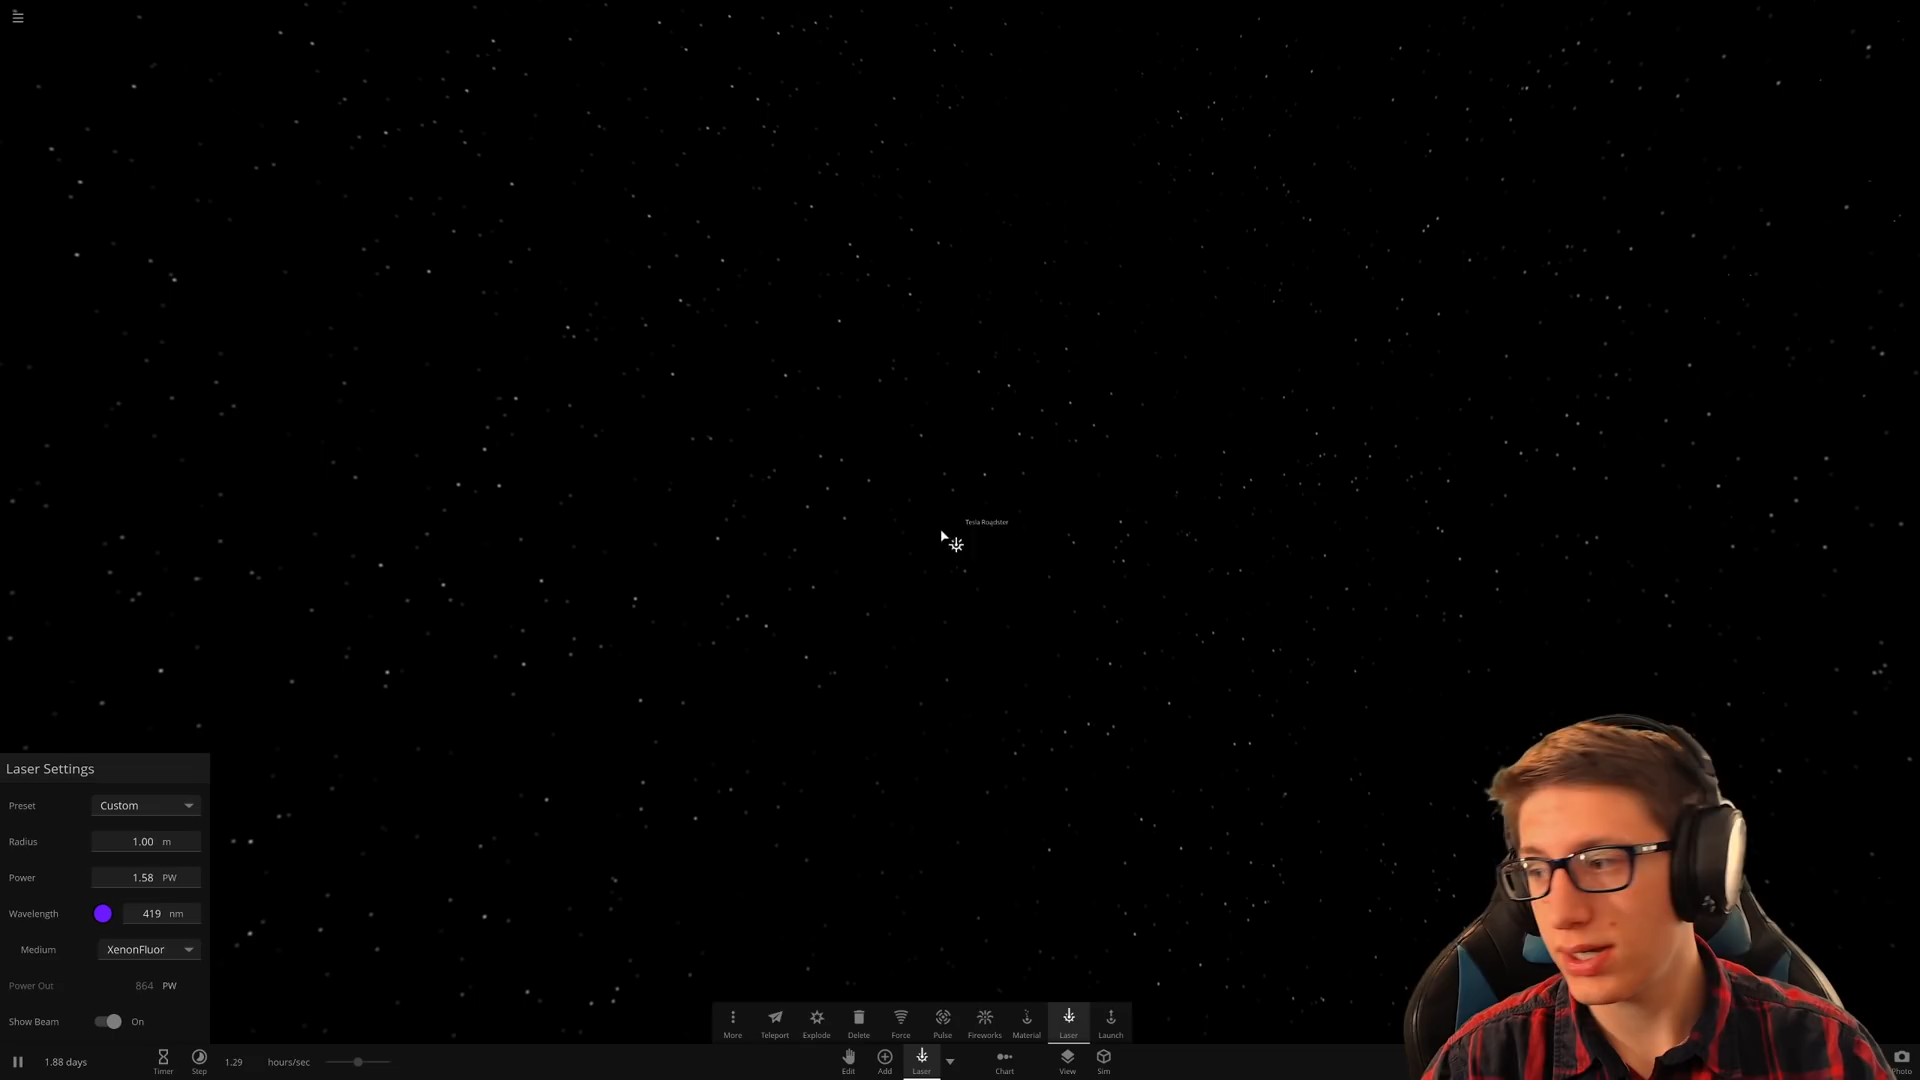 Tesla Roadster
Laser Settings
Preset Custom
Radius 1.00 m
Power 1.58 PW
Wavelength 419 nm
Medium XenonFluor
Power Out 864 PW
Show Beam On
More Teleport Explode Delete Force Pulse Fireworks Material Laser Launch
1.88 days Timer Step 1.29 hours/sec Edit Add Laser Chart View Sim Photo